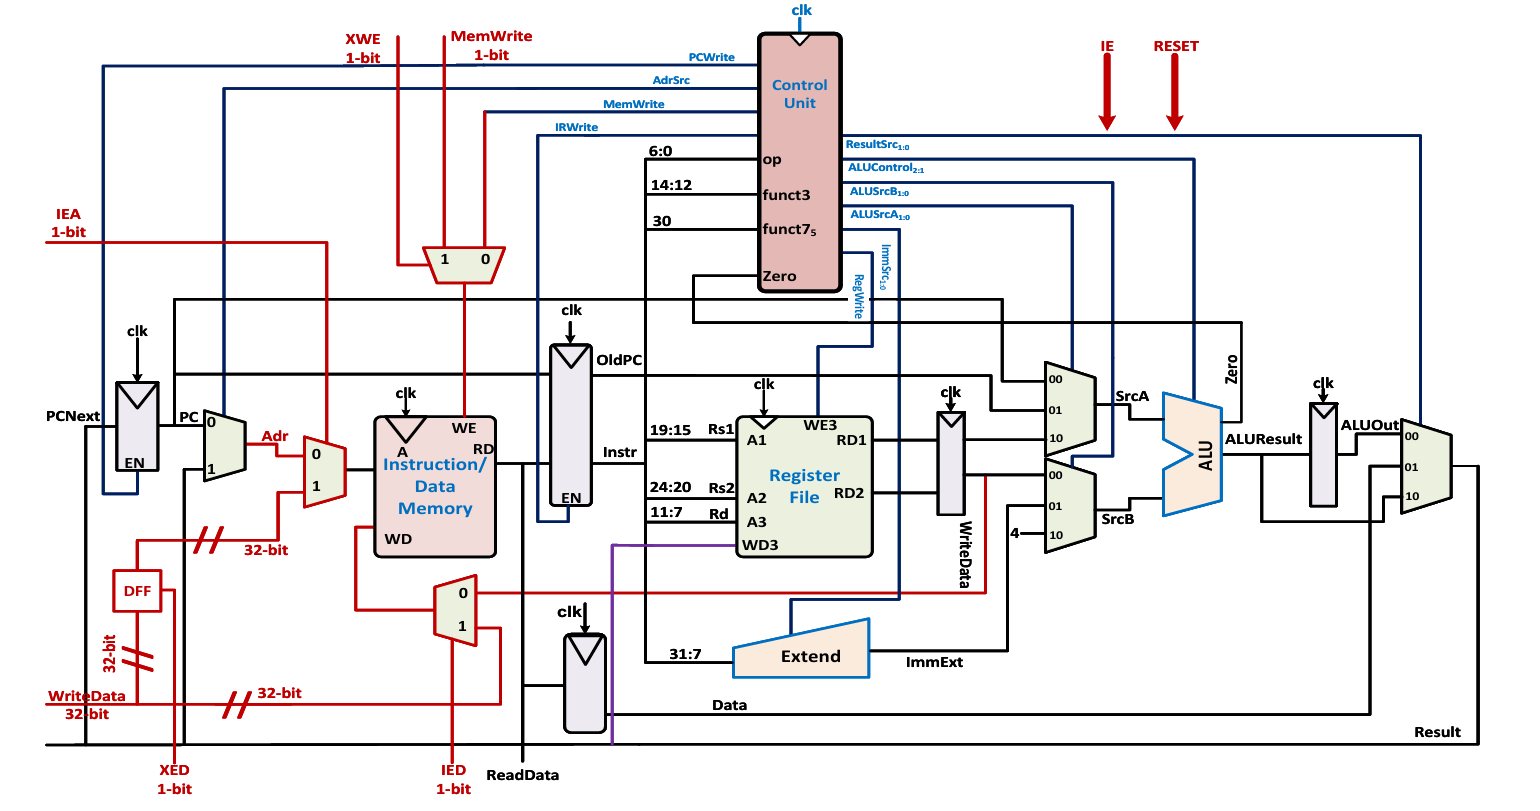 clk
XWE
1-bit
MemWrite
1-bit
IE
RESET
PCWrite
AdrSrc
MemWrite
IRWrite
Control
Unit
op
funct3
funct7₅
Zero
6:0
14:12
30
ResultSrc₁:₀
ALUControl₂:₁
ALUSrcB₁:₀
ALUSrcA₁:₀
ImmSrc₁:₀
RegWrite
IEA
1-bit
1 0
clk
clk
OldPC
clk
clk
clk
clk
PCNext
PC
EN
0
1
Adr
0
1
A
WE
RD
Instruction/
Data
Memory
WD
EN
Instr
19:15 Rs1
24:20 Rs2
11:7 Rd
A1
A2
A3
WD3
WE3
RD1
RD2
Register
File
WriteData
00
01
10
SrcA
00
01
10
4
SrcB
ALU
Zero
ALUResult
ALUOut
00
01
10
32-bit
DFF
32-bit
WriteData
32-bit
32-bit
0
1
clk
31:7
Extend
ImmExt
Data
Result
XED
1-bit
IED
1-bit
ReadData